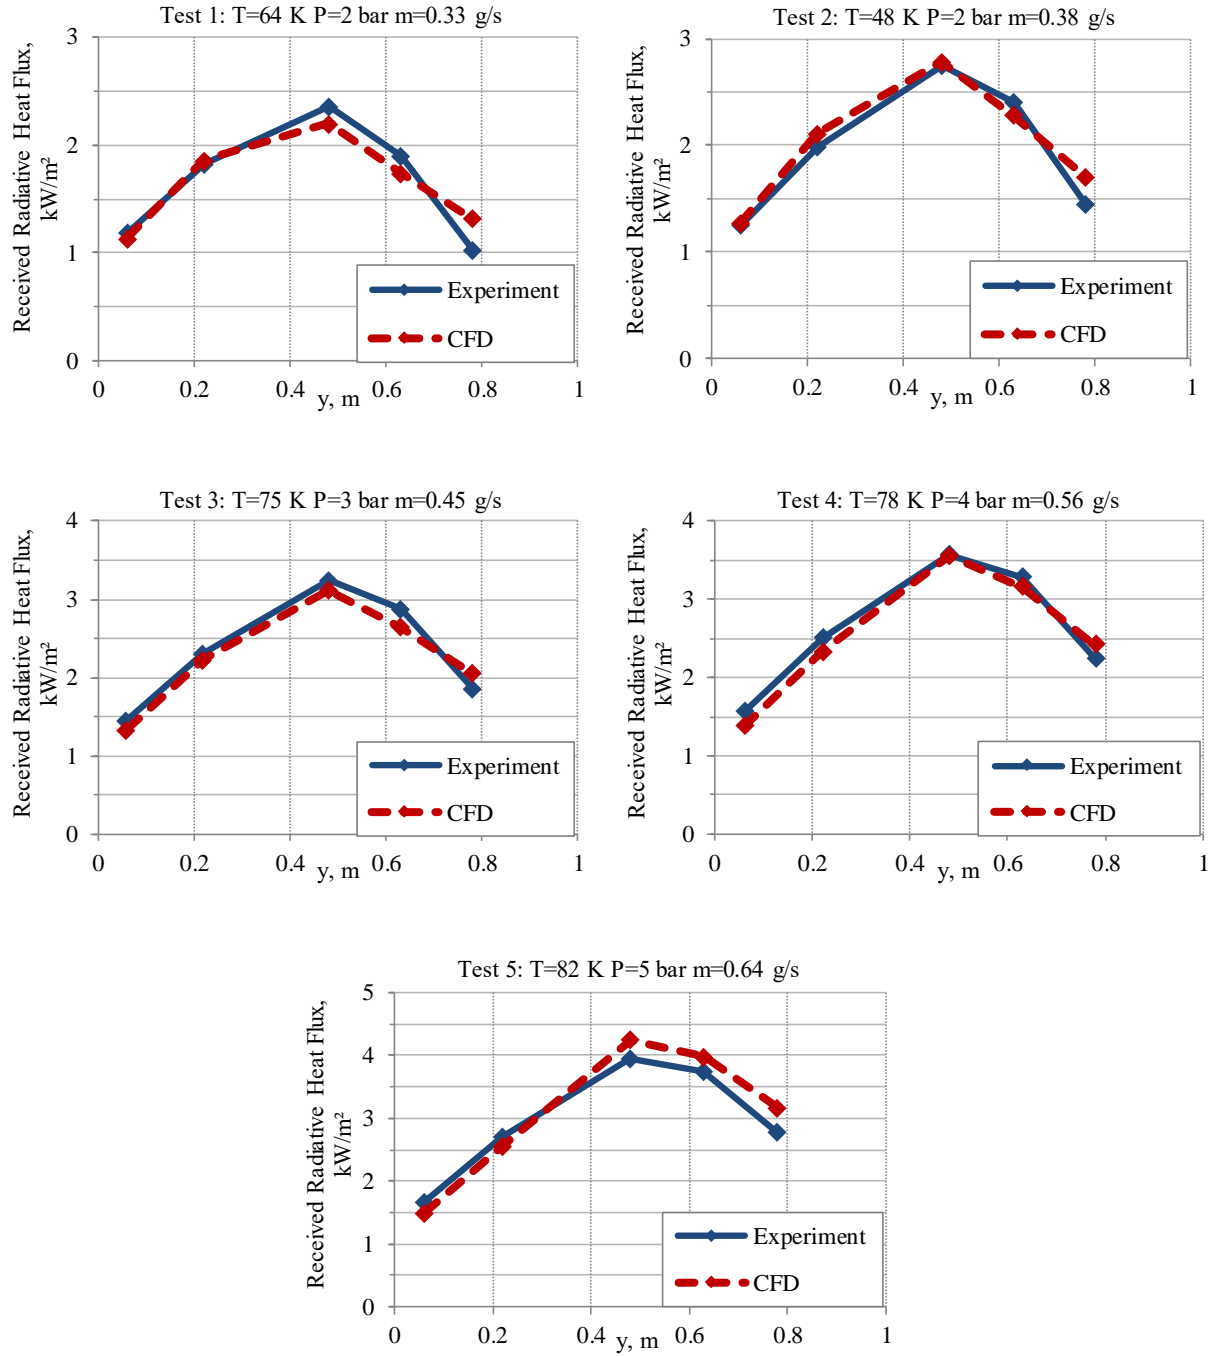 Test 1: T=64 K P=2 bar m=0.33 g/s
Received Radiative Heat Flux,
kW/m²
3
2
1
0
0 0.2 0.4 0.6 0.8 1
y, m
Experiment
CFD
Test 2: T=48 K P=2 bar m=0.38 g/s
Received Radiative Heat Flux,
kW/m²
3
2
1
0
0 0.2 0.4 0.6 0.8 1
y, m
Experiment
CFD
Test 3: T=75 K P=3 bar m=0.45 g/s
Received Radiative Heat Flux,
kW/m²
4
3
2
1
0
0 0.2 0.4 0.6 0.8 1
y, m
Experiment
CFD
Test 4: T=78 K P=4 bar m=0.56 g/s
Received Radiative Heat Flux,
kW/m²
4
3
2
1
0
0 0.2 0.4 0.6 0.8 1
y, m
Experiment
CFD
Test 5: T=82 K P=5 bar m=0.64 g/s
Received Radiative Heat Flux,
kW/m²
5
4
3
2
1
0
0 0.2 0.4 0.6 0.8 1
y, m
Experiment
CFD